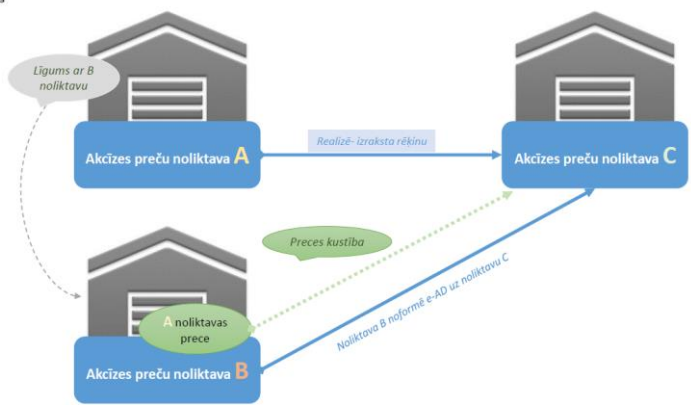 Līgums ar B
noliktavu
Akcīzes preču noliktava A
Realizē- izraksta rēķinu
Akcīzes preču noliktava C
Preces kustība
A noliktavas
prece
Noliktava B noformē e-AD uz noliktavu C
Akcīzes preču noliktava B